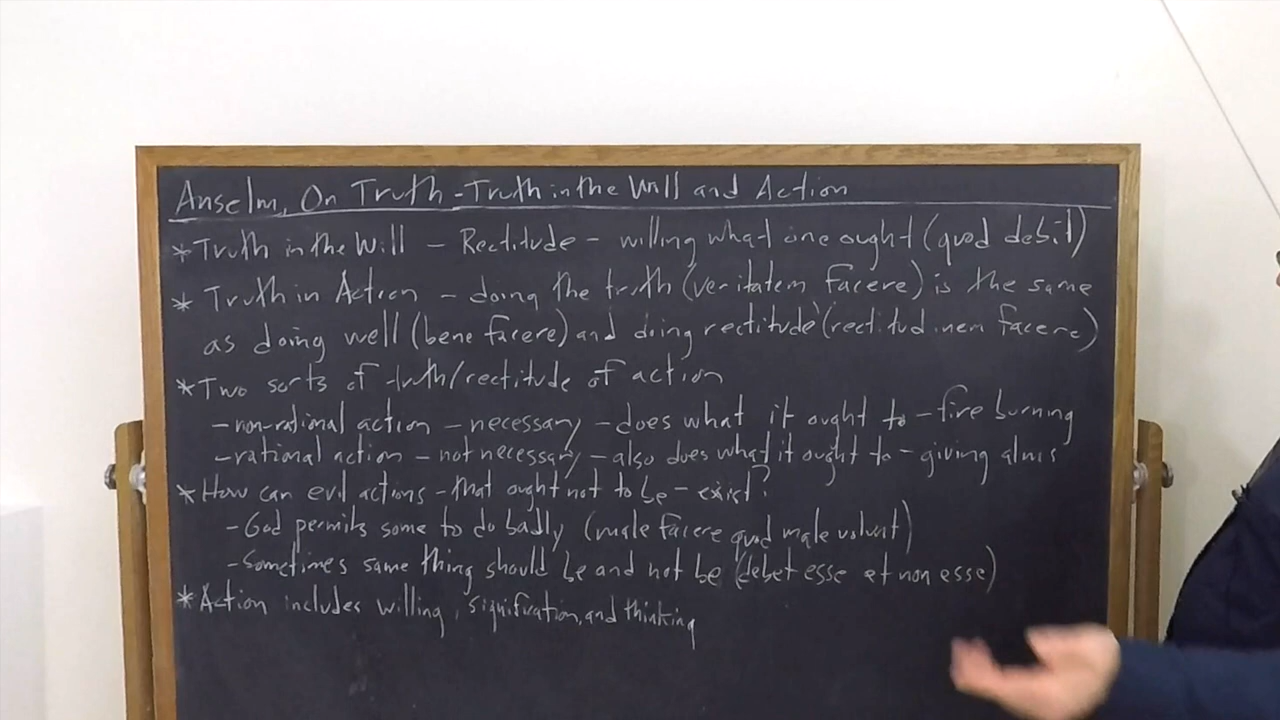 Anselm, On Truth - Truth in the Will and Action
* Truth in the Will - Rectitude - willing what one ought (quod debit)
* Truth in Action - doing the truth (veritatem facere) is the same
as doing well (bene facere) and doing rectitude (rectitudinem facere)
* Two sorts of truth/rectitude of action
- non-rational action - necessary - does what it ought to - fire burning
- rational action - not necessary - also does what it ought to - giving alms
* How can evil actions - that ought not to be - exist?
- God permits some to do badly (male facere quod male volunt)
- Sometimes same thing should be and not be (debet esse et non esse)
* Action includes willing, signification, and thinking